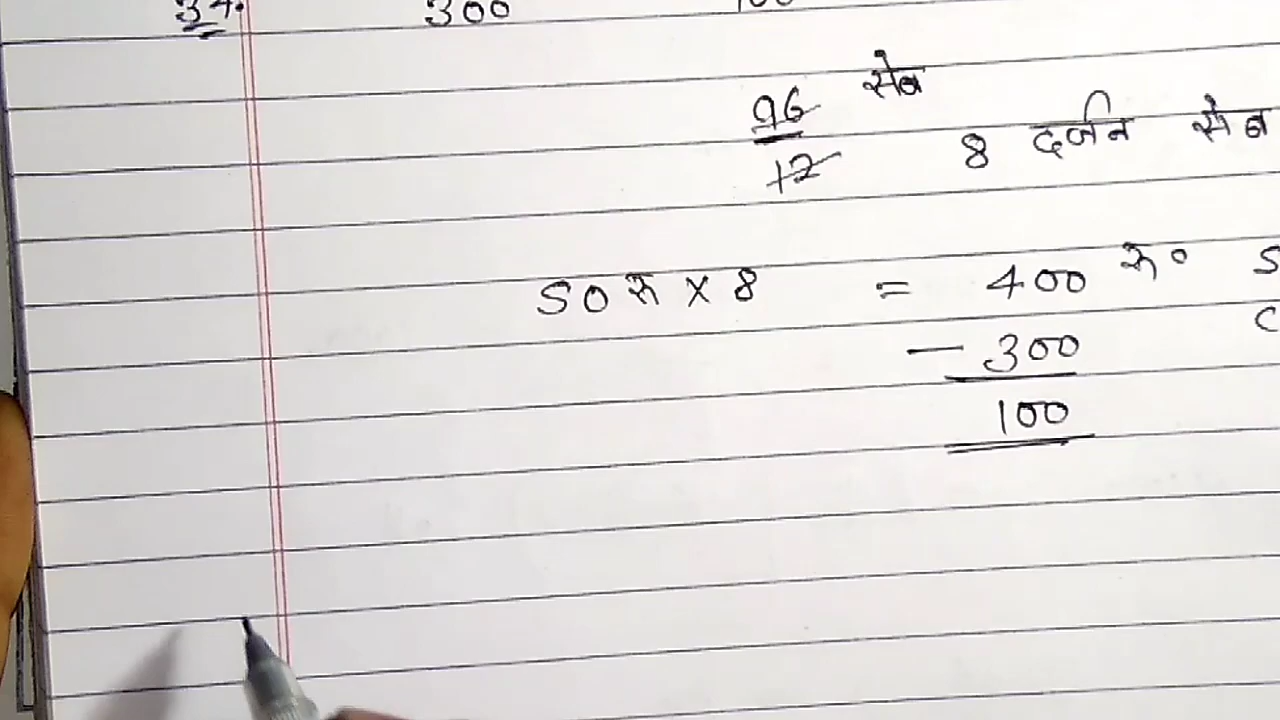 300
96 सेब
12 8 दर्जन सेब
50 रु × 8 = 400 रु०
- 300
100